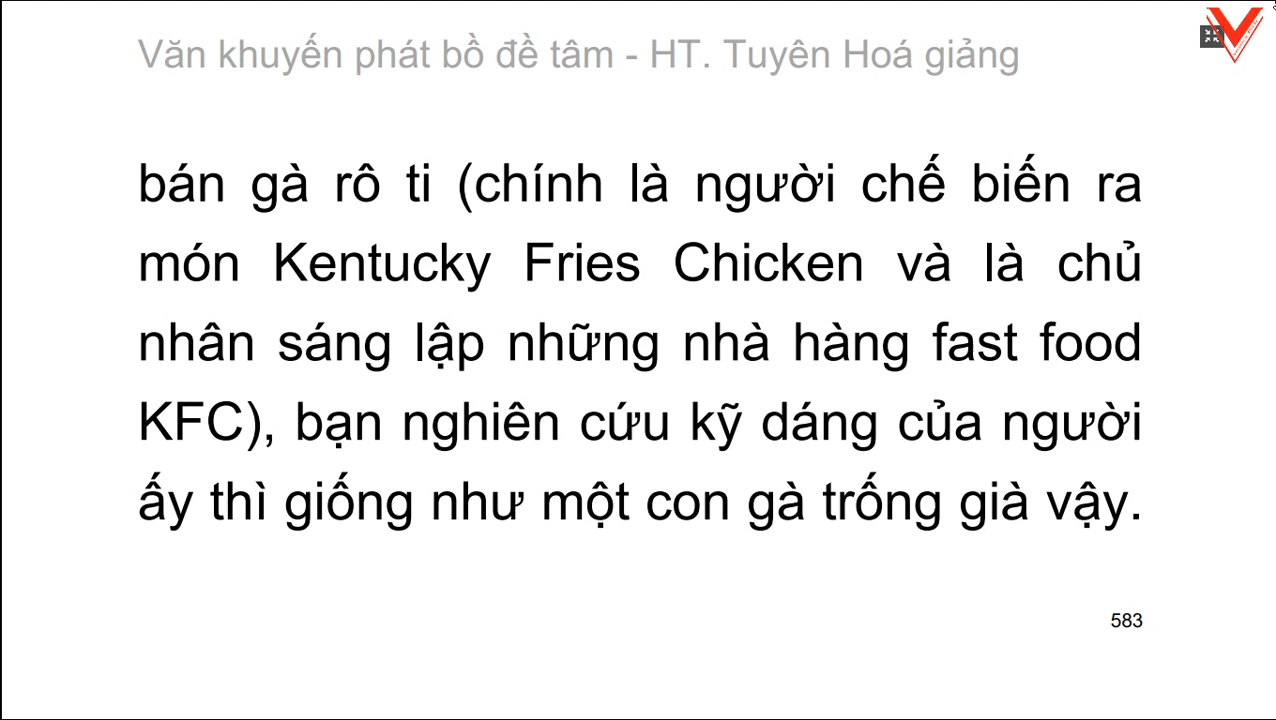 Văn khuyến phát bồ đề tâm - HT. Tuyên Hoá giảng
bán gà rô ti (chính là người chế biến ra
món Kentucky Fries Chicken và là chủ
nhân sáng lập những nhà hàng fast food
KFC), bạn nghiên cứu kỹ dáng của người
ấy thì giống như một con gà trống già vậy.
583